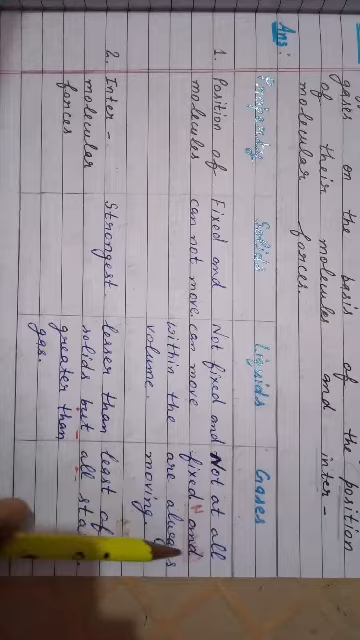 gases on the basis of the position
of their molecules and inter-
molecular forces.
Ans:
Property Solids Liquids Gases
1. Position of Fixed and Not fixed and Not at all
molecules can not move. can move fixed and
within the are always
volume. moving.
2. Inter- Strongest. lesser than least of
molecular solids but all sta
forces greater than
gas.